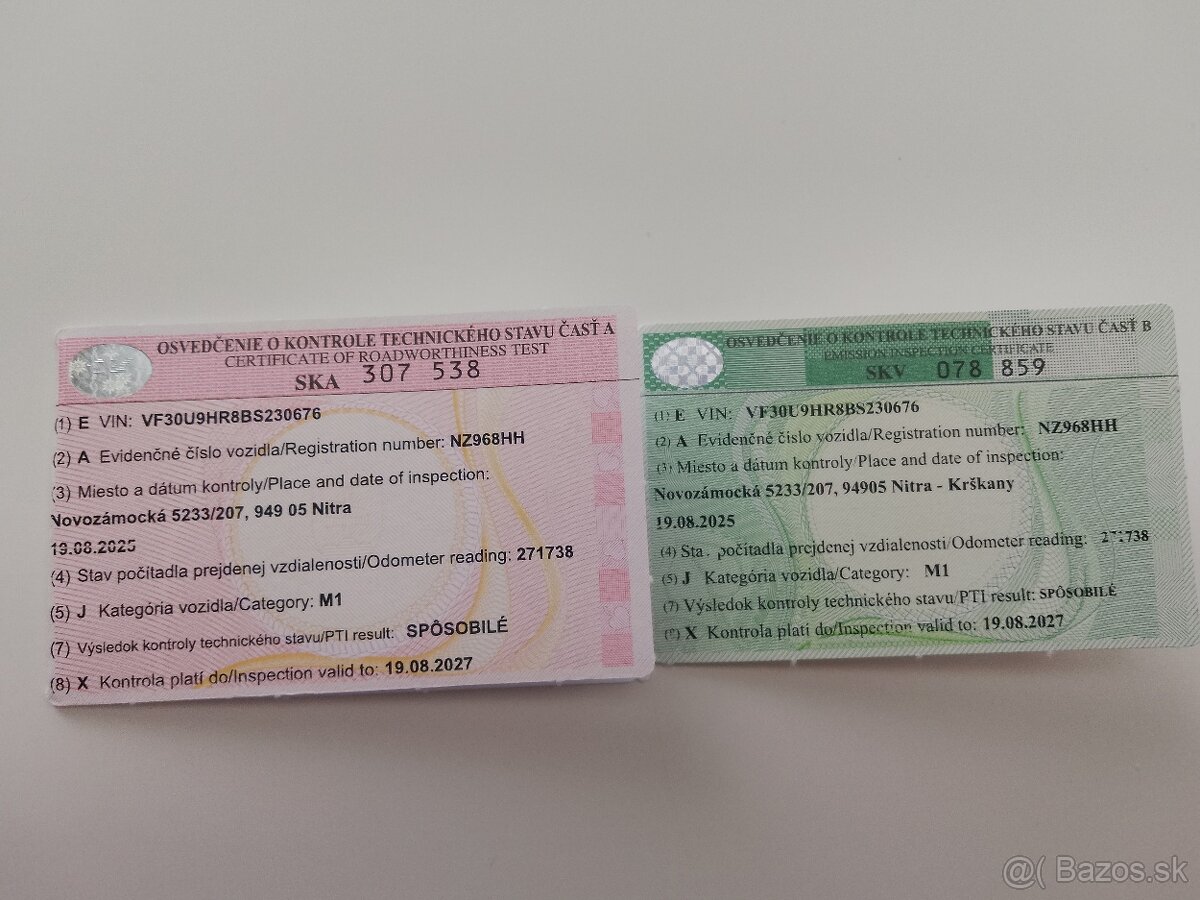 OSVEDČENIE O KONTROLE TECHNICKÉHO STAVU ČASŤ A
CERTIFICATE OF ROADWORTHINESS TEST
SKA 307 538
(1) E VIN: VF30U9HR8BS230676
(2) A Evidenčné číslo vozidla/Registration number: NZ968HH
(3) Miesto a dátum kontroly/Place and date of inspection:
Novozámocká 5233/207, 949 05 Nitra
19.08.2025
(4) Stav počítadla prejdenej vzdialenosti/Odometer reading: 271738
(5) J Kategória vozidla/Category: M1
(7) Výsledok kontroly technického stavu/PTI result: SPÔSOBILÉ
(8) X Kontrola platí do/Inspection valid to: 19.08.2027
OSVEDČENIE O KONTROLE TECHNICKÉHO STAVU ČASŤ B
EMISSION INSPECTION CERTIFICATE
SKV 078 859
(1) E VIN: VF30U9HR8BS230676
(2) A Evidenčné číslo vozidla/Registration number: NZ968HH
(3) Miesto a dátum kontroly/Place and date of inspection:
Novozámocká 5233/207, 94905 Nitra - Krškany
19.08.2025
(4) počítadla prejdenej vzdialenosti/Odometer reading: 271738
(5) J Kategória vozidla/Category: M1
(7) Výsledok kontroly technického stavu/PTI result: SPÔSOBILÉ
X Kontrola platí do/Inspection valid to: 19.08.2027
@( Bazos.sk